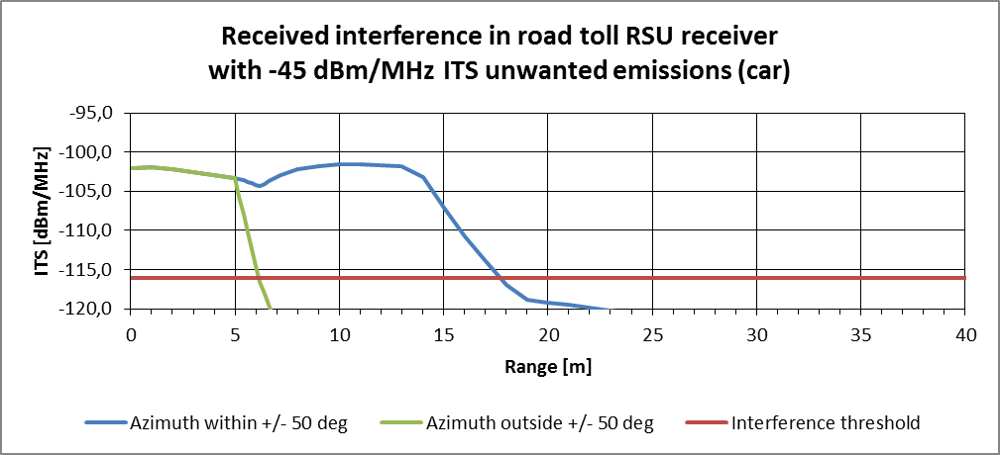 Received interference in road toll RSU receiver
with -45 dBm/MHz ITS unwanted emissions (car)
ITS [dBm/MHz]
-95,0
-100,0
-105,0
-110,0
-115,0
-120,0
0 5 10 15 20 25 30 35 40
Range [m]
Azimuth within +/- 50 deg Azimuth outside +/- 50 deg Interference threshold